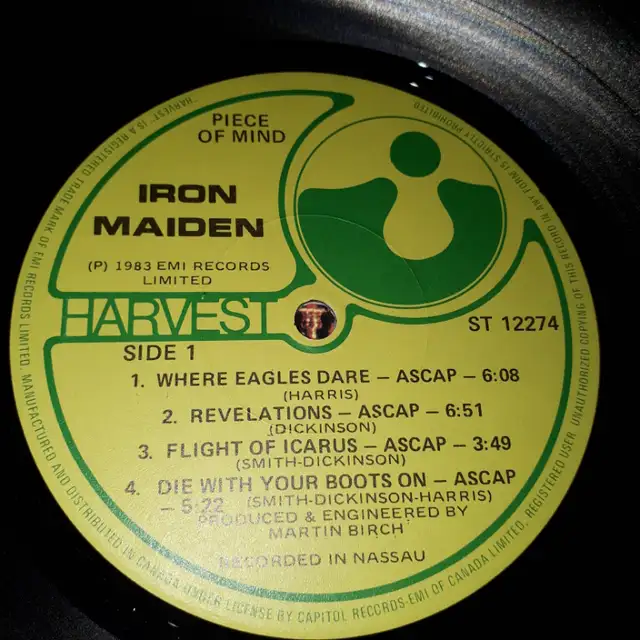 PIECE
OF MIND
IRON
MAIDEN
(P) 1983 EMI RECORDS
LIMITED
HARVEST
ST 12274
SIDE 1
1. WHERE EAGLES DARE – ASCAP – 6:08
(HARRIS)
2. REVELATIONS – ASCAP – 6:51
(DICKINSON)
3. FLIGHT OF ICARUS – ASCAP – 3:49
(SMITH-DICKINSON)
4. DIE WITH YOUR BOOTS ON – ASCAP
– 5:22 (SMITH-DICKINSON-HARRIS)
PRODUCED & ENGINEERED BY
MARTIN BIRCH
RECORDED IN NASSAU
"HARVEST" IS A REGISTERED TRADE MARK OF EMI RECORDS LIMITED. MANUFACTURED AND DISTRIBUTED IN CANADA UNDER LICENSE BY CAPITOL RECORDS-EMI OF CANADA LIMITED, REGISTERED USER. UNAUTHORIZED COPYING OF THIS RECORD IN ANY FORM IS STRICTLY PROHIBITED